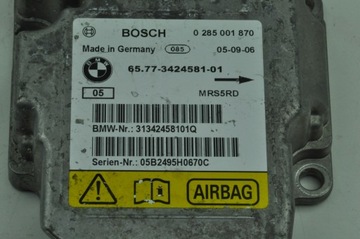 BOSCH 0 285 001 870
Made in Germany 085 05-09-06
BMW
65.77-3424581-01
05 MRS5RD
BMW-Nr.: 31342458101Q
Serien-Nr.: 05B2495H0670C
AIRBAG